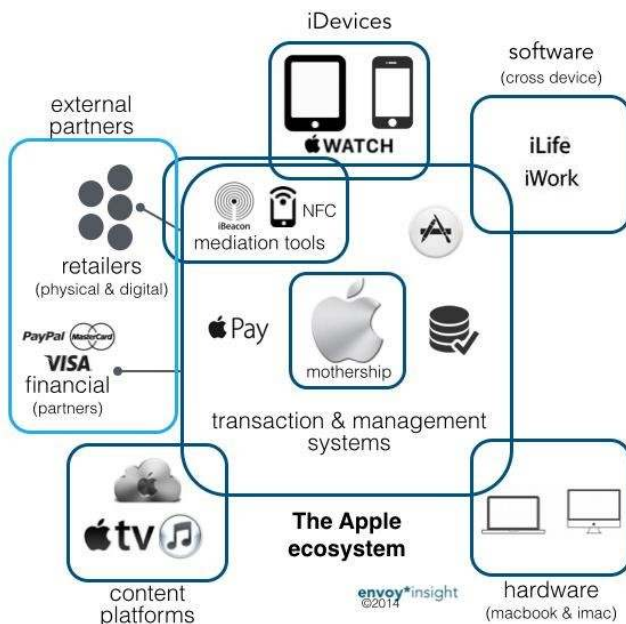 iDevices
software
(cross device)
external
partners
WATCH
iLife
iWork
iBeacon
NFC
mediation tools
retailers
(physical & digital)
PayPal MasterCard
VISA
financial
(partners)
Pay
mothership
transaction & management
systems
tv
The Apple
ecosystem
content
platforms
envoy*insight
©2014
hardware
(macbook & imac)